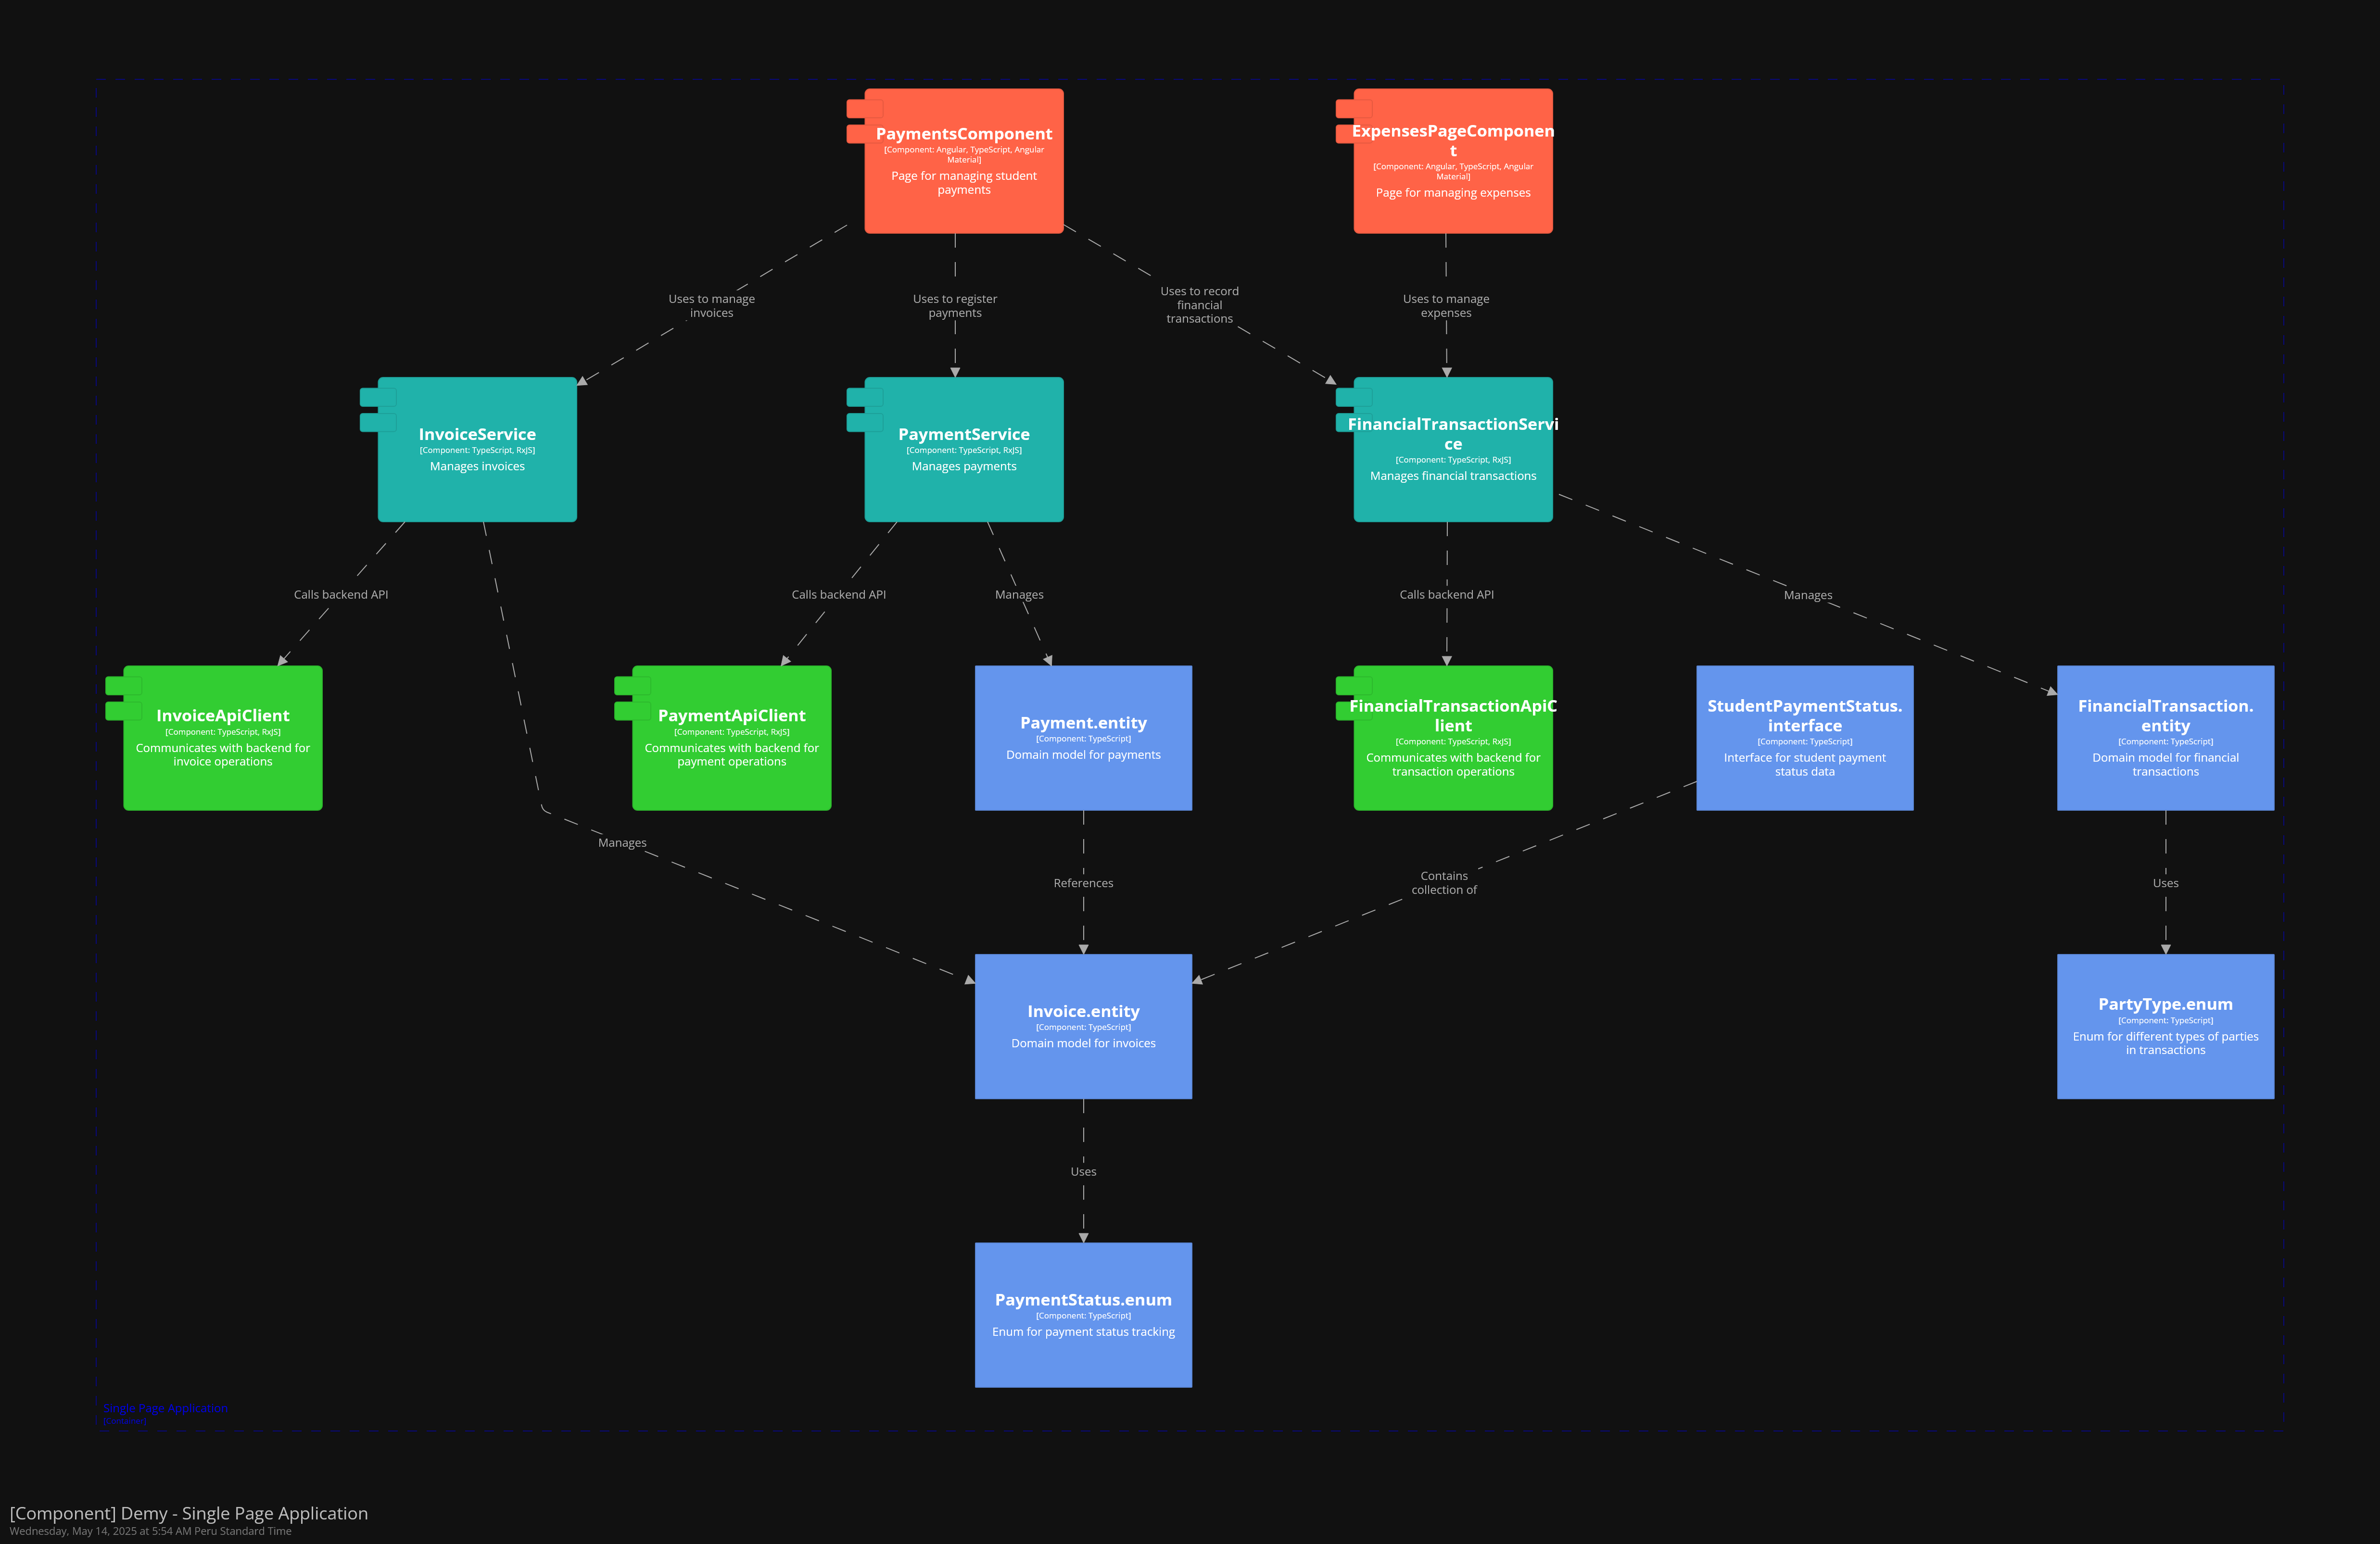 PaymentsComponent
[Component: Angular, TypeScript, Angular
Material]
Page for managing student
payments
ExpensesPageComponen
t
[Component: Angular, TypeScript, Angular
Material]
Page for managing expenses
Uses to manage
invoices
Uses to register
payments
Uses to record
financial
transactions
Uses to manage
expenses
InvoiceService
[Component: TypeScript, RxJS]
Manages invoices
PaymentService
[Component: TypeScript, RxJS]
Manages payments
FinancialTransactionServi
ce
[Component: TypeScript, RxJS]
Manages financial transactions
Calls backend API
Calls backend API
Manages
Calls backend API
Manages
InvoiceApiClient
[Component: TypeScript, RxJS]
Communicates with backend for
invoice operations
PaymentApiClient
[Component: TypeScript, RxJS]
Communicates with backend for
payment operations
Payment.entity
[Component: TypeScript]
Domain model for payments
FinancialTransactionApiC
lient
[Component: TypeScript, RxJS]
Communicates with backend for
transaction operations
StudentPaymentStatus.
interface
[Component: TypeScript]
Interface for student payment
status data
FinancialTransaction.
entity
[Component: TypeScript]
Domain model for financial
transactions
Manages
References
Contains
collection of
Uses
Invoice.entity
[Component: TypeScript]
Domain model for invoices
PartyType.enum
[Component: TypeScript]
Enum for different types of parties
in transactions
Uses
PaymentStatus.enum
[Component: TypeScript]
Enum for payment status tracking
Single Page Application
[Container]
[Component] Demy - Single Page Application
Wednesday, May 14, 2025 at 5:54 AM Peru Standard Time